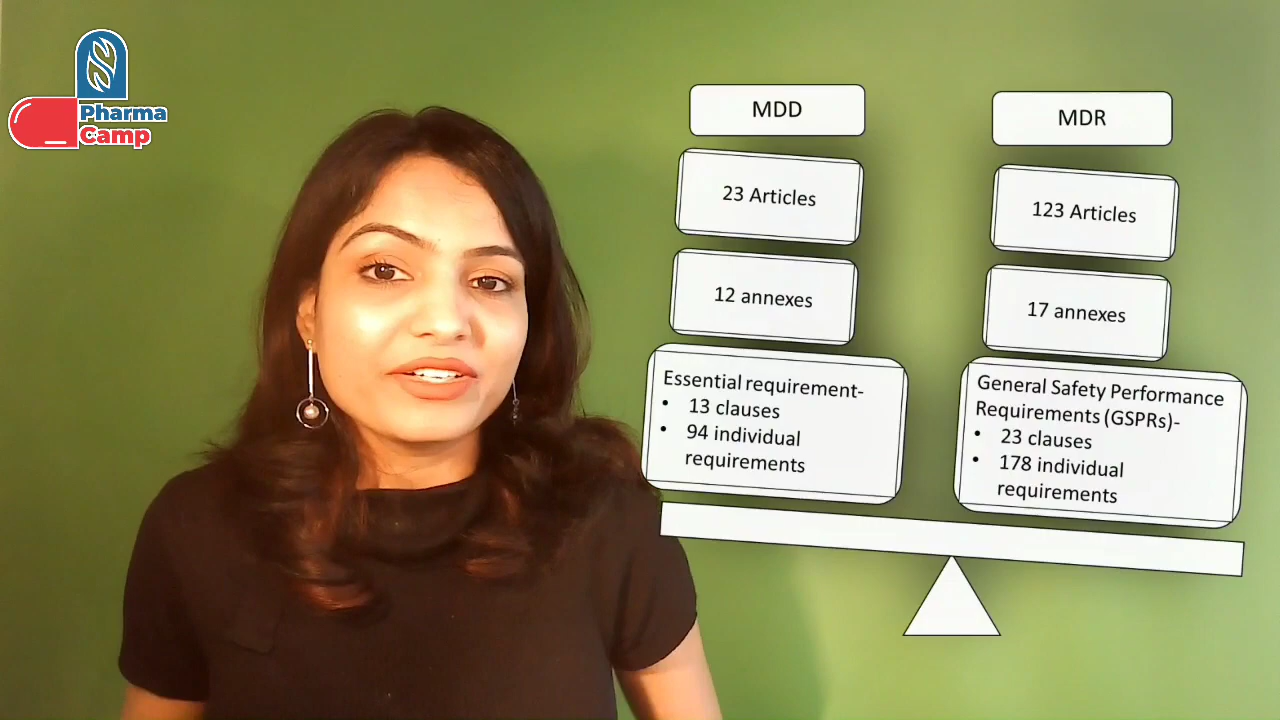 Pharma
Camp
MDD
23 Articles
12 annexes
Essential requirement-
• 13 clauses
• 94 individual
requirements
MDR
123 Articles
17 annexes
General Safety Performance
Requirements (GSPRs)-
• 23 clauses
• 178 individual
requirements